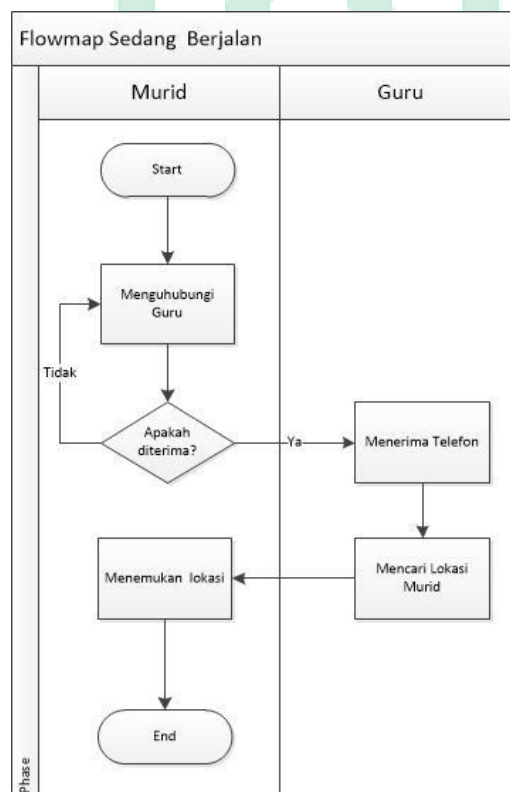 Flowmap Sedang Berjalan
Murid
Guru
Start
Menguhubungi
Guru
Tidak
Apakah
diterima?
Ya
Menerima Telefon
Menemukan lokasi
Mencari Lokasi
Murid
End
Phase